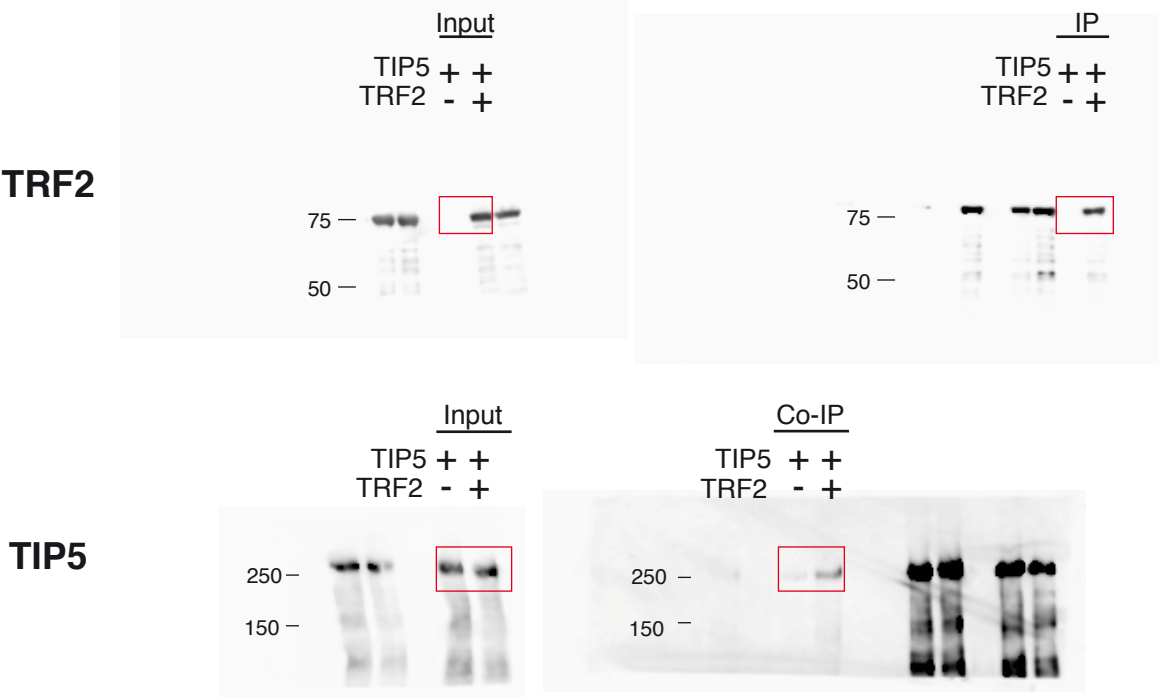 Input
TIP5 + +
TRF2 - +
IP
TIP5 + +
TRF2 - +
TRF2
75
50
75
50
Input
TIP5 + +
TRF2 - +
Co-IP
TIP5 + +
TRF2 - +
TIP5
250
150
250
150